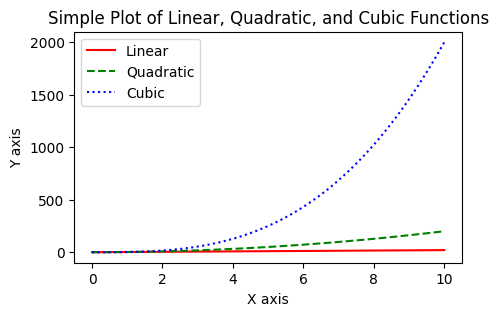 Simple Plot of Linear, Quadratic, and Cubic Functions
Linear
Quadratic
Cubic
2000
1500
1000
500
0
Y axis
0 2 4 6 8 10
X axis